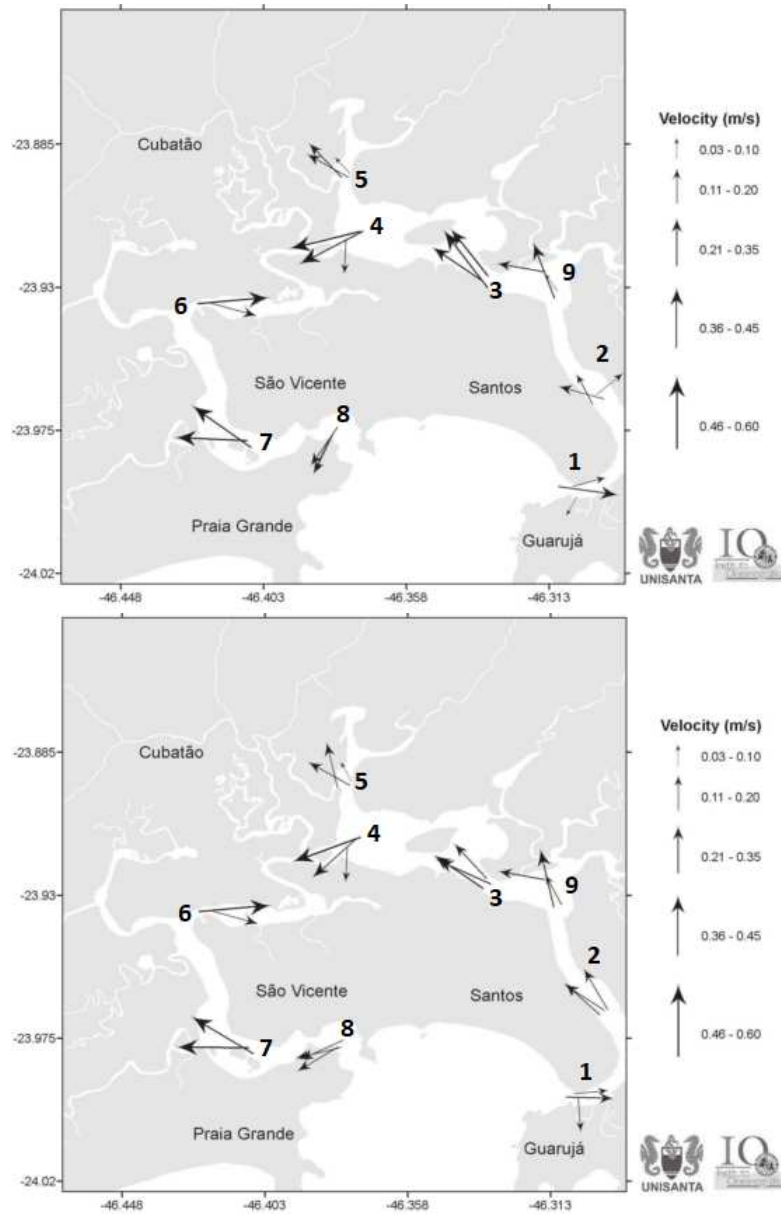 -23.885
-23.93
-23.975
-24.02
-46.448
-46.403
-46.358
-46.313
Cubatão
São Vicente
Santos
Praia Grande
Guarujá
5
4
3
9
6
2
8
7
1
Velocity (m/s)
0.03 - 0.10
0.11 - 0.20
0.21 - 0.35
0.36 - 0.45
0.46 - 0.60
UNISANTA
IO
-23.885
-23.93
-23.975
-24.02
-46.448
-46.403
-46.358
-46.313
Cubatão
São Vicente
Santos
Praia Grande
Guarujá
5
4
3
9
6
2
8
7
1
Velocity (m/s)
0.03 - 0.10
0.11 - 0.20
0.21 - 0.35
0.36 - 0.45
0.46 - 0.60
UNISANTA
IO